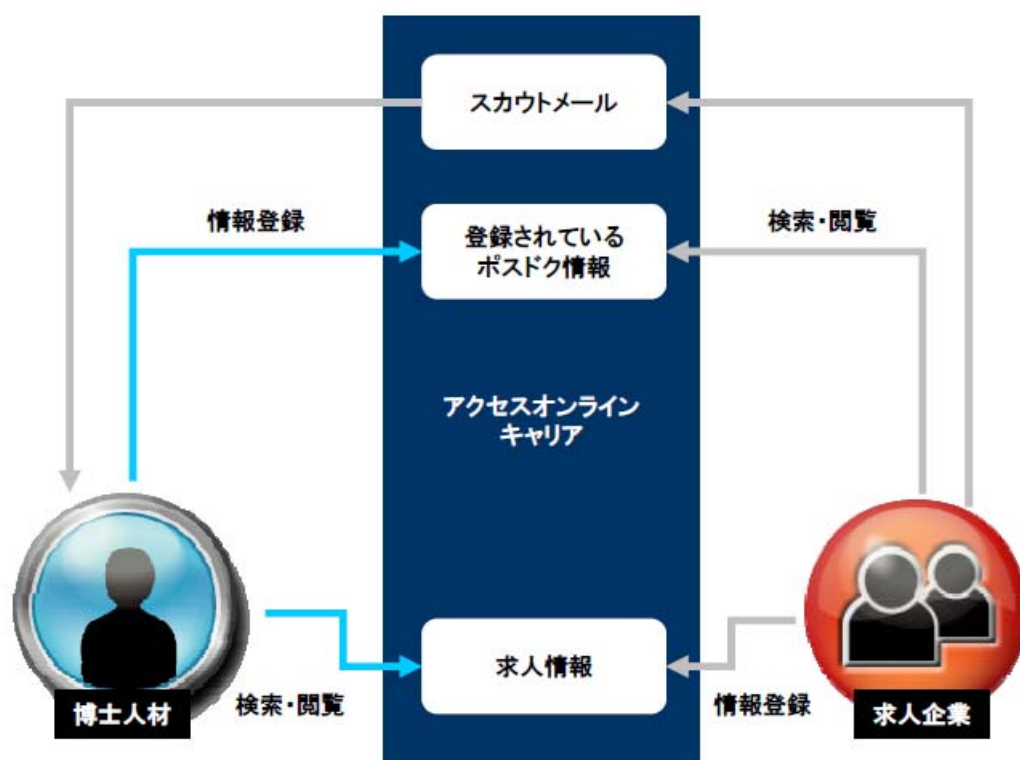 スカウトメール
情報登録
登録されている
ポスドク情報
検索・閲覧
アクセスオンライン
キャリア
求人情報
博士人材
検索・閲覧
情報登録
求人企業